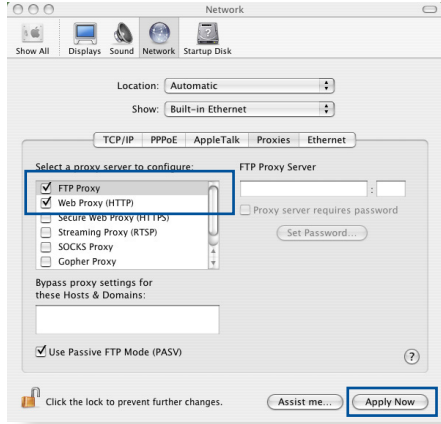 Network
Show All Displays Sound Network Startup Disk
Location: Automatic
Show: Built-in Ethernet
TCP/IP PPPoE AppleTalk Proxies Ethernet
Select a proxy server to configure: FTP Proxy Server
FTP Proxy
Web Proxy (HTTP) :
Secure Web Proxy (HTTPS) Proxy server requires password
Streaming Proxy (RTSP) Set Password...
SOCKS Proxy
Gopher Proxy
Bypass proxy settings for
these Hosts & Domains:
Use Passive FTP Mode (PASV) ?
Click the lock to prevent further changes. Assist me... Apply Now